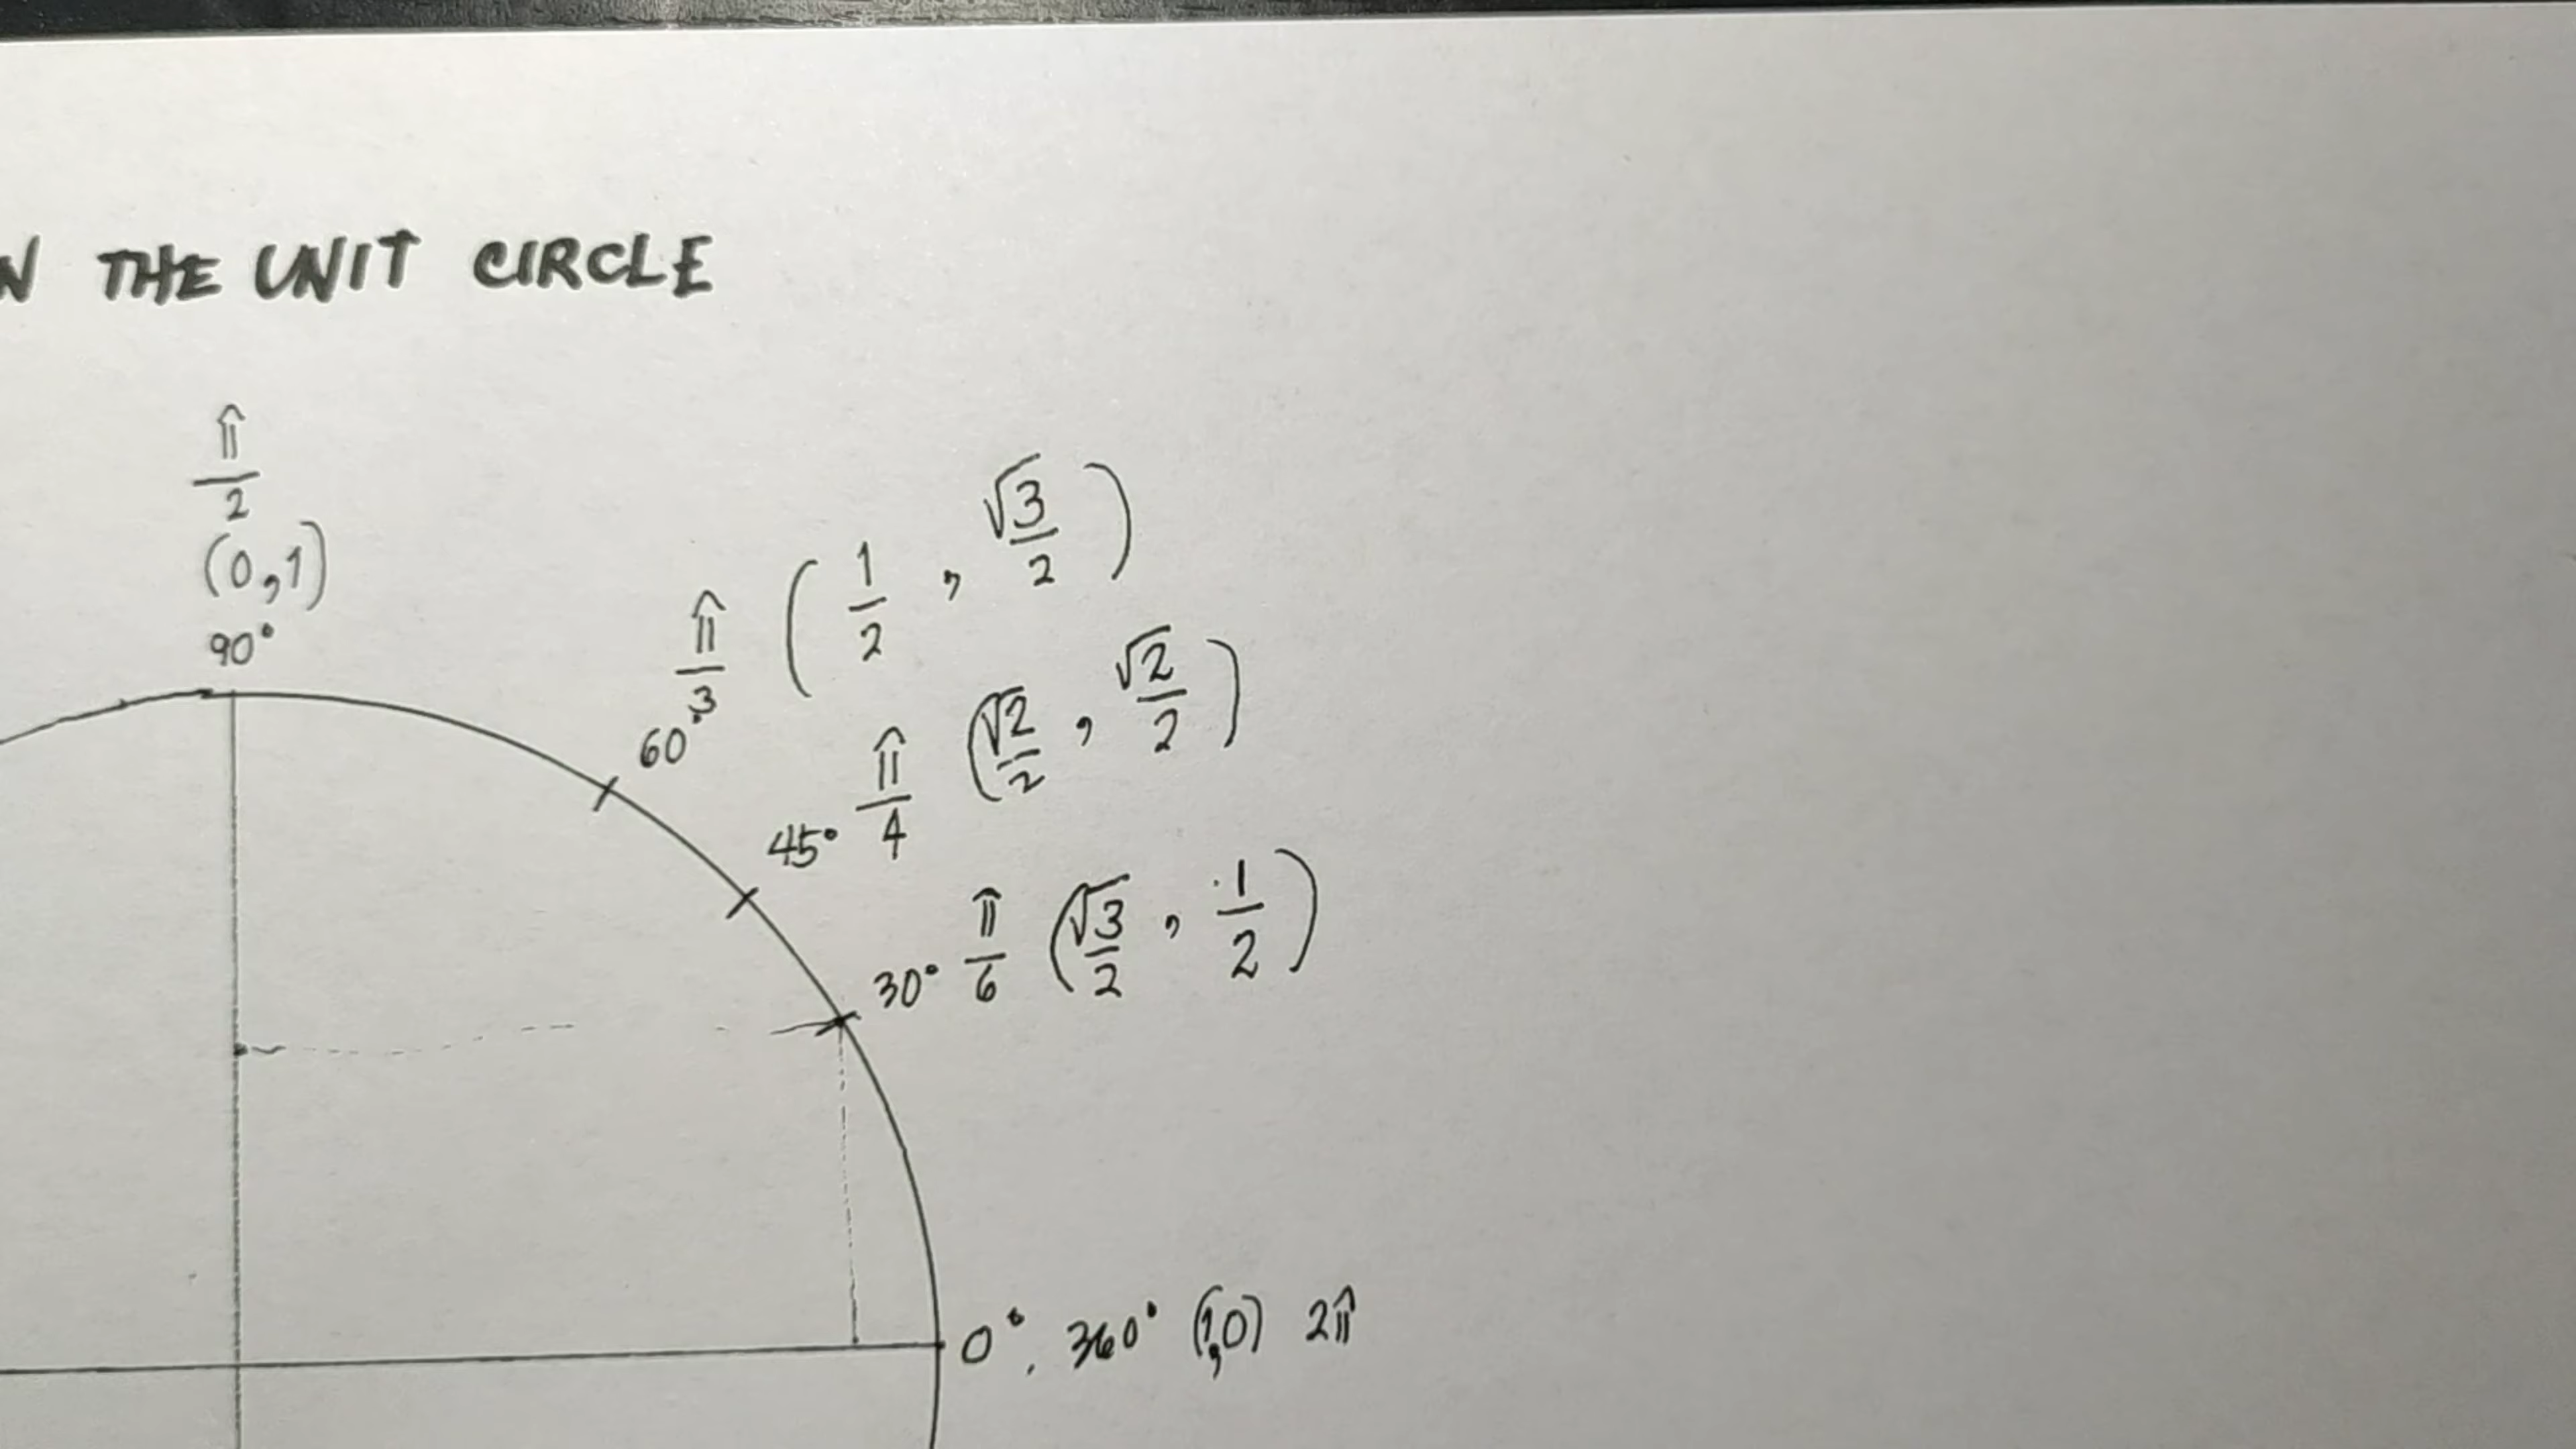 N THE UNIT CIRCLE
π/2
(0,1)
90°
60° π/3 (1/2, √3/2)
45° π/4 (√2/2, √2/2)
30° π/6 (√3/2, 1/2)
0°, 360° (1,0) 2π